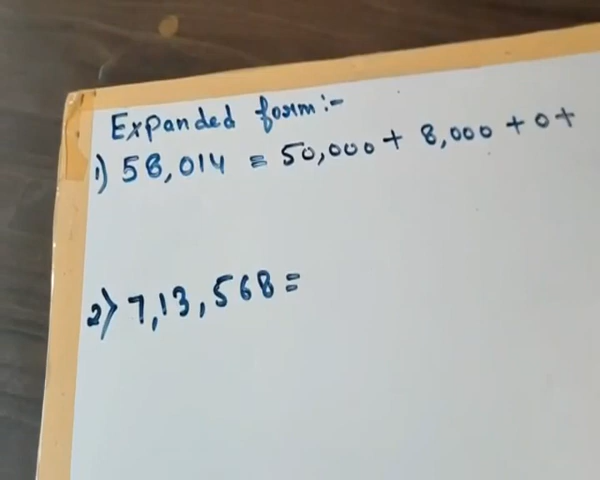 Expanded form:-
1) 58,014 = 50,000 + 8,000 + 0 +
2) 7,13,568 =